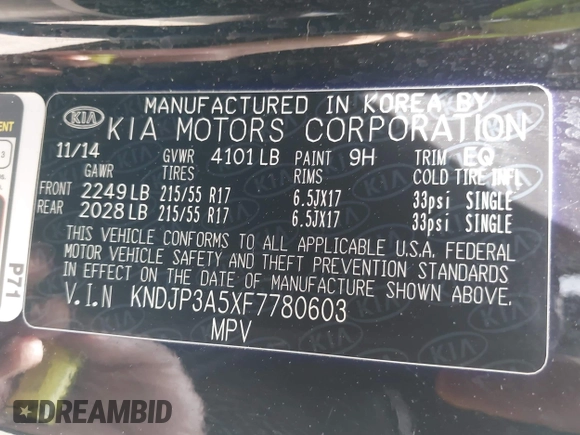 MANUFACTURED IN KOREA BY
KIA KIA MOTORS CORPORATION
11/14 GVWR 4101 LB PAINT 9H TRIM EQ
GAWR TIRES RIMS COLD TIRE INFL
FRONT 2249 LB 215/55 R17 6.5JX17 33psi SINGLE
REAR 2028 LB 215/55 R17 6.5JX17 33psi SINGLE
THIS VEHICLE CONFORMS TO ALL APPLICABLE U.S.A. FEDERAL
MOTOR VEHICLE SAFETY AND THEFT PREVENTION STANDARDS
IN EFFECT ON THE DATE OF MANUFACTURE SHOWN ABOVE.
V.I.N KNDJP3A5XF7780603
MPV
P71
DREAMBID